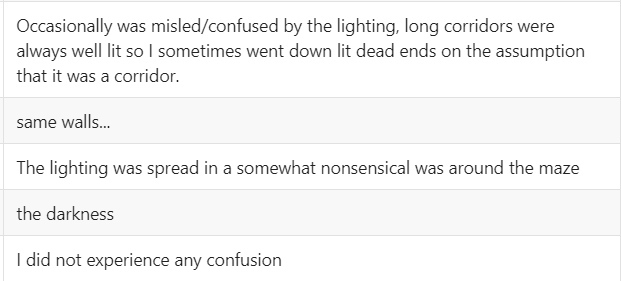 Occasionally was misled/confused by the lighting, long corridors were
always well lit so I sometimes went down lit dead ends on the assumption
that it was a corridor.
same walls...
The lighting was spread in a somewhat nonsensical was around the maze
the darkness
I did not experience any confusion